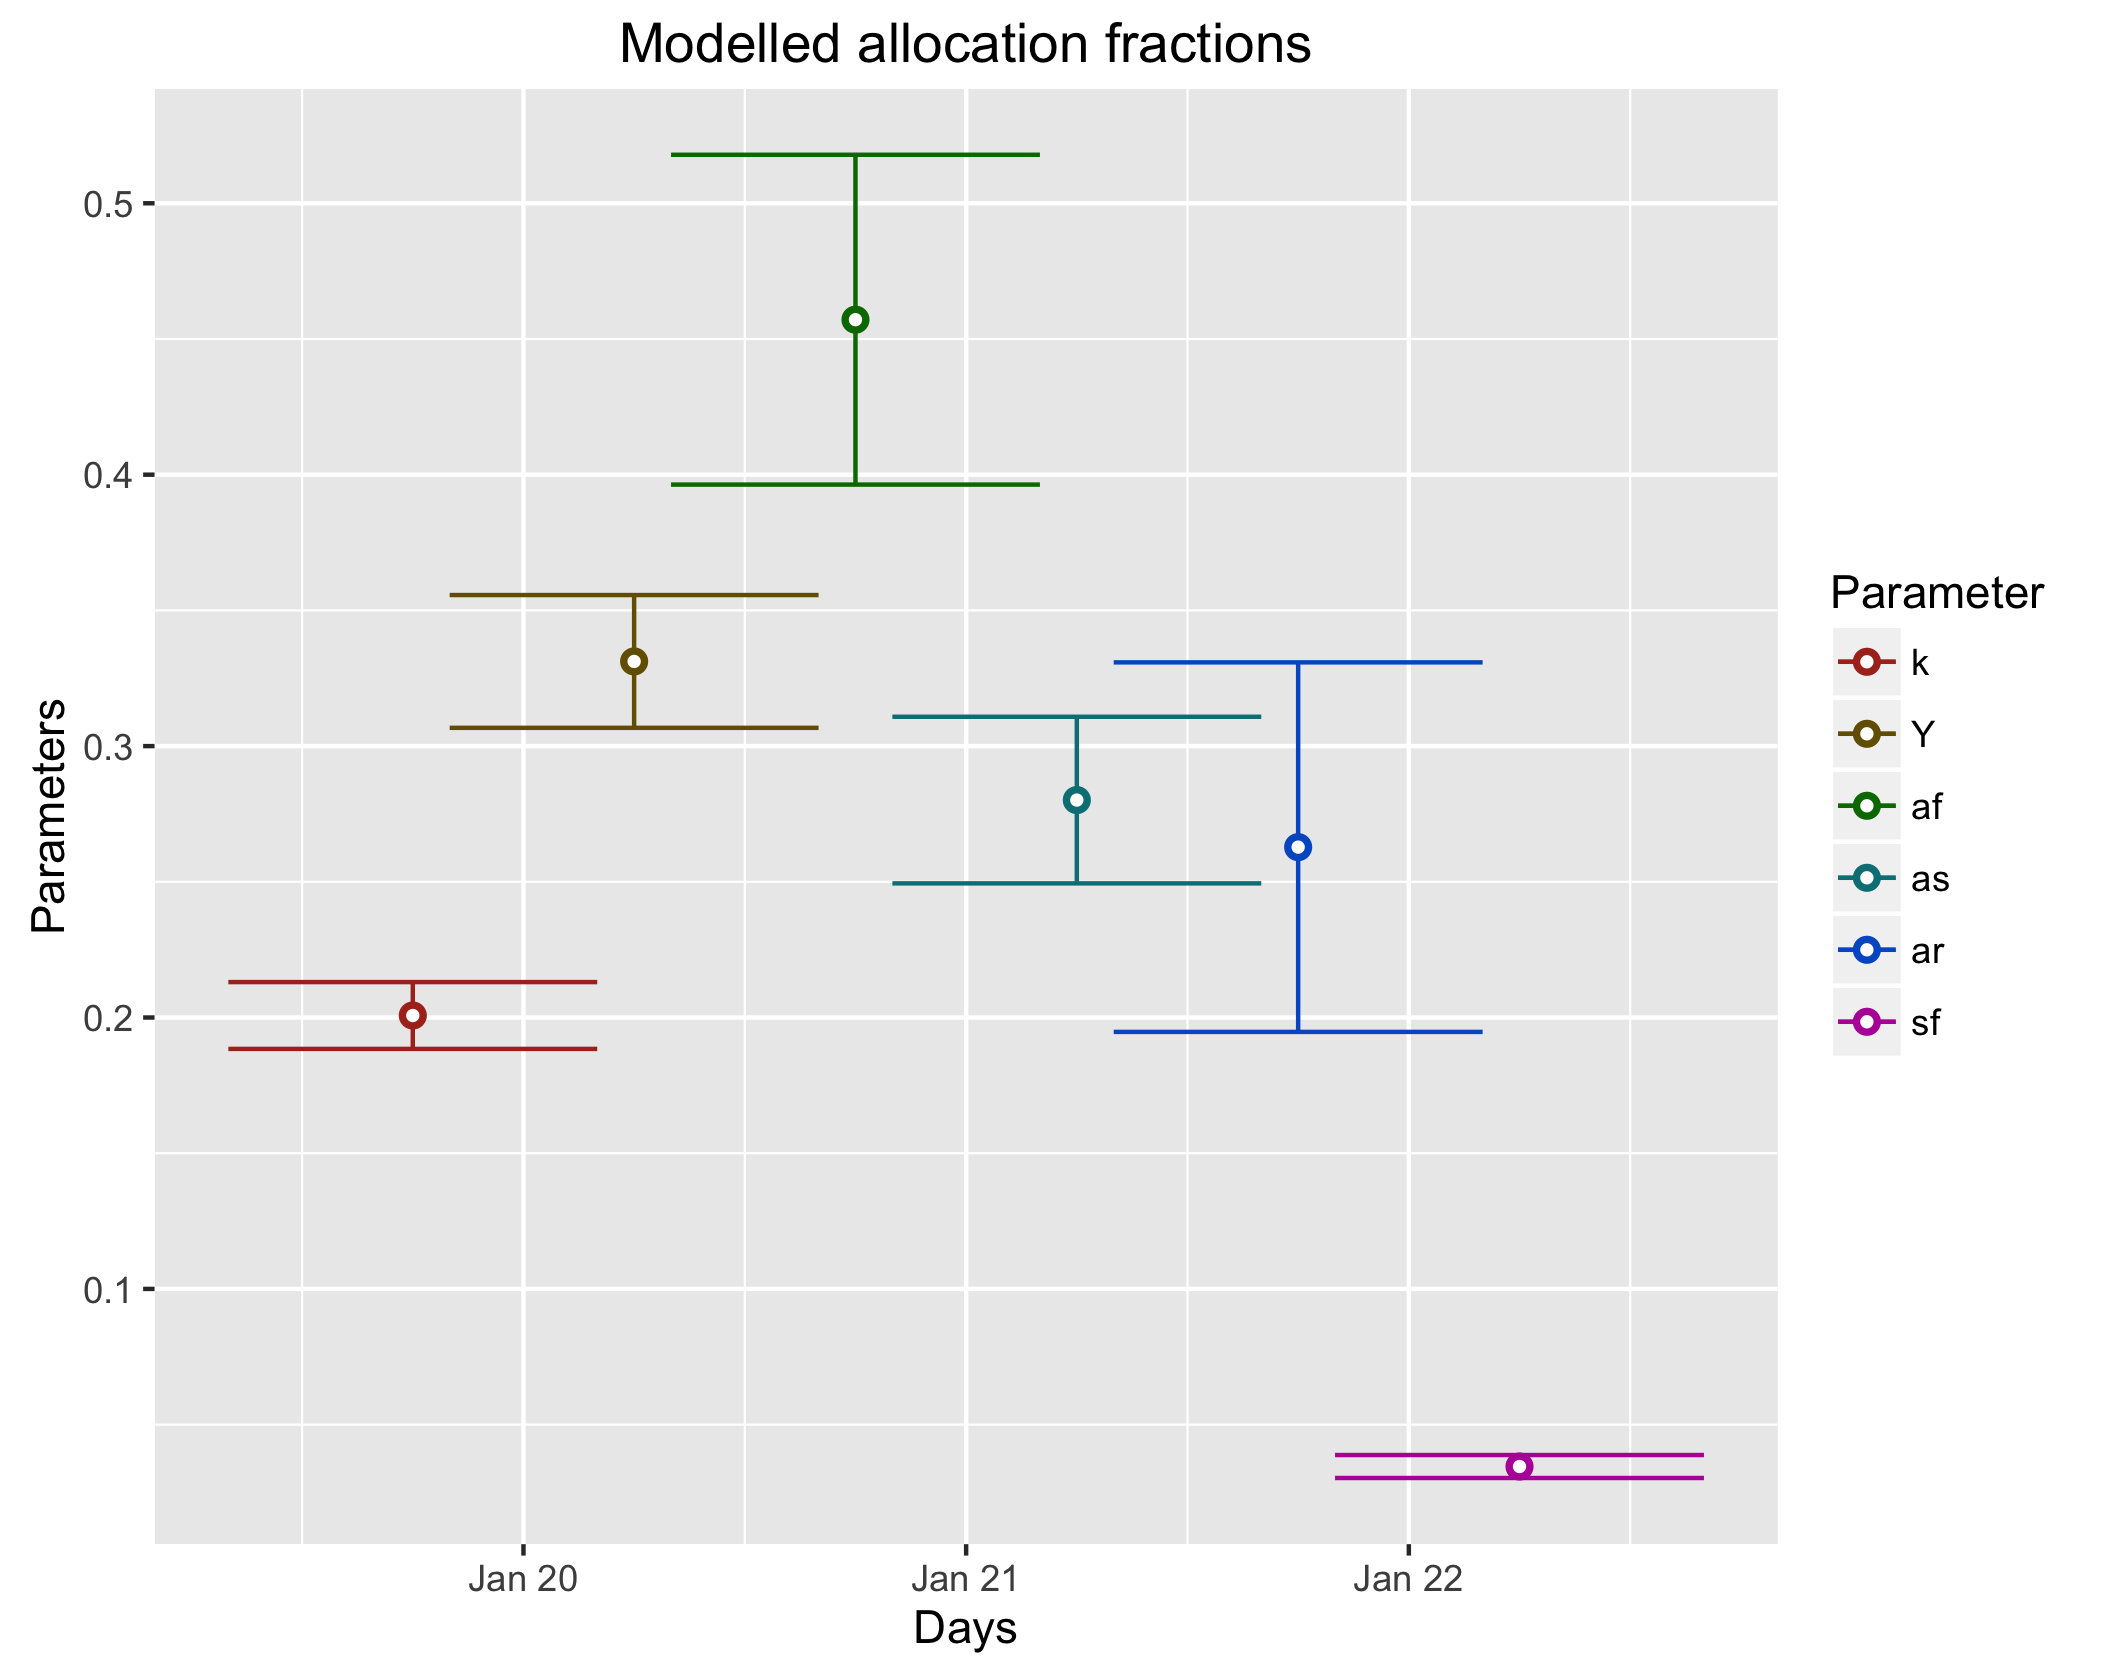 Modelled allocation fractions
Parameters
0.5
0.4
0.3
0.2
0.1
Jan 20
Jan 21
Jan 22
Days
Parameter
k
Y
af
as
ar
sf